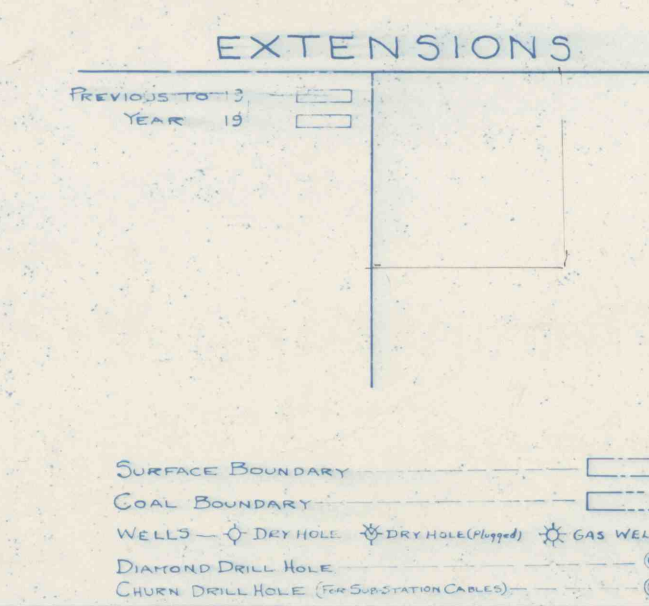 EXTENSIONS
PREVIOUS TO 19
YEAR 19
SURFACE BOUNDARY
COAL BOUNDARY
WELLS — DRY HOLE DRY HOLE (Plugged) GAS WEL
DIAMOND DRILL HOLE
CHURN DRILL HOLE (FOR SUB-STATION CABLES)